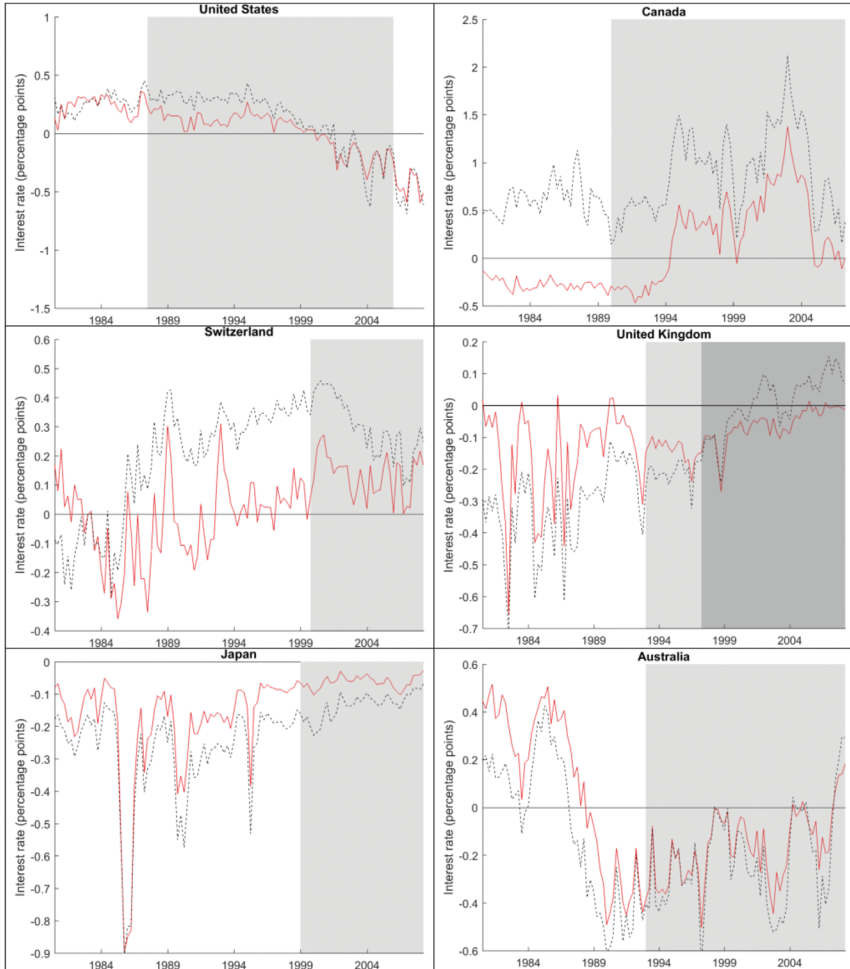 United States
Interest rate (percentage points)
1
0.5
0
-0.5
-1
-1.5
1984 1989 1994 1999 2004
Canada
Interest rate (percentage points)
2.5
2
1.5
1
0.5
0
-0.5
1984 1989 1994 1999 2004
Switzerland
Interest rate (percentage points)
0.6
0.5
0.4
0.3
0.2
0.1
0
-0.1
-0.2
-0.3
-0.4
1984 1989 1994 1999 2004
United Kingdom
Interest rate (percentage points)
0.2
0.1
0
-0.1
-0.2
-0.3
-0.4
-0.5
-0.6
-0.7
1984 1989 1994 1999 2004
Japan
Interest rate (percentage points)
0
-0.1
-0.2
-0.3
-0.4
-0.5
-0.6
-0.7
-0.8
-0.9
1984 1989 1994 1999 2004
Australia
Interest rate (percentage points)
0.6
0.4
0.2
0
-0.2
-0.4
-0.6
1984 1989 1994 1999 2004